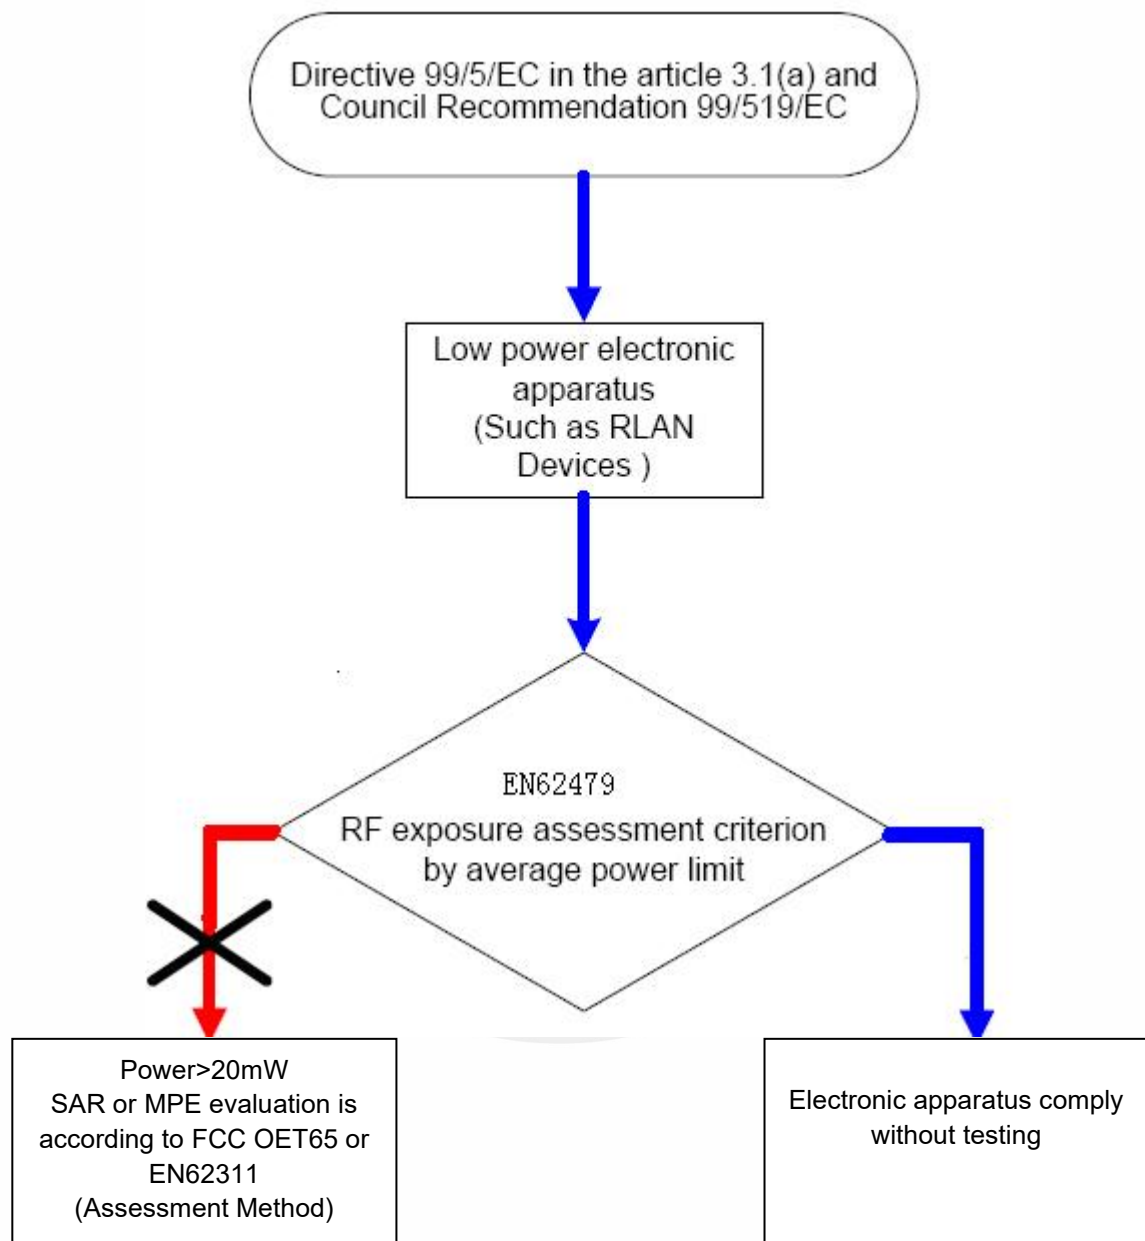 Directive 99/5/EC in the article 3.1(a) and
Council Recommendation 99/519/EC
Low power electronic
apparatus
(Such as RLAN
Devices )
EN62479
RF exposure assessment criterion
by average power limit
Power>20mW
SAR or MPE evaluation is
according to FCC OET65 or
EN62311
(Assessment Method)
Electronic apparatus comply
without testing